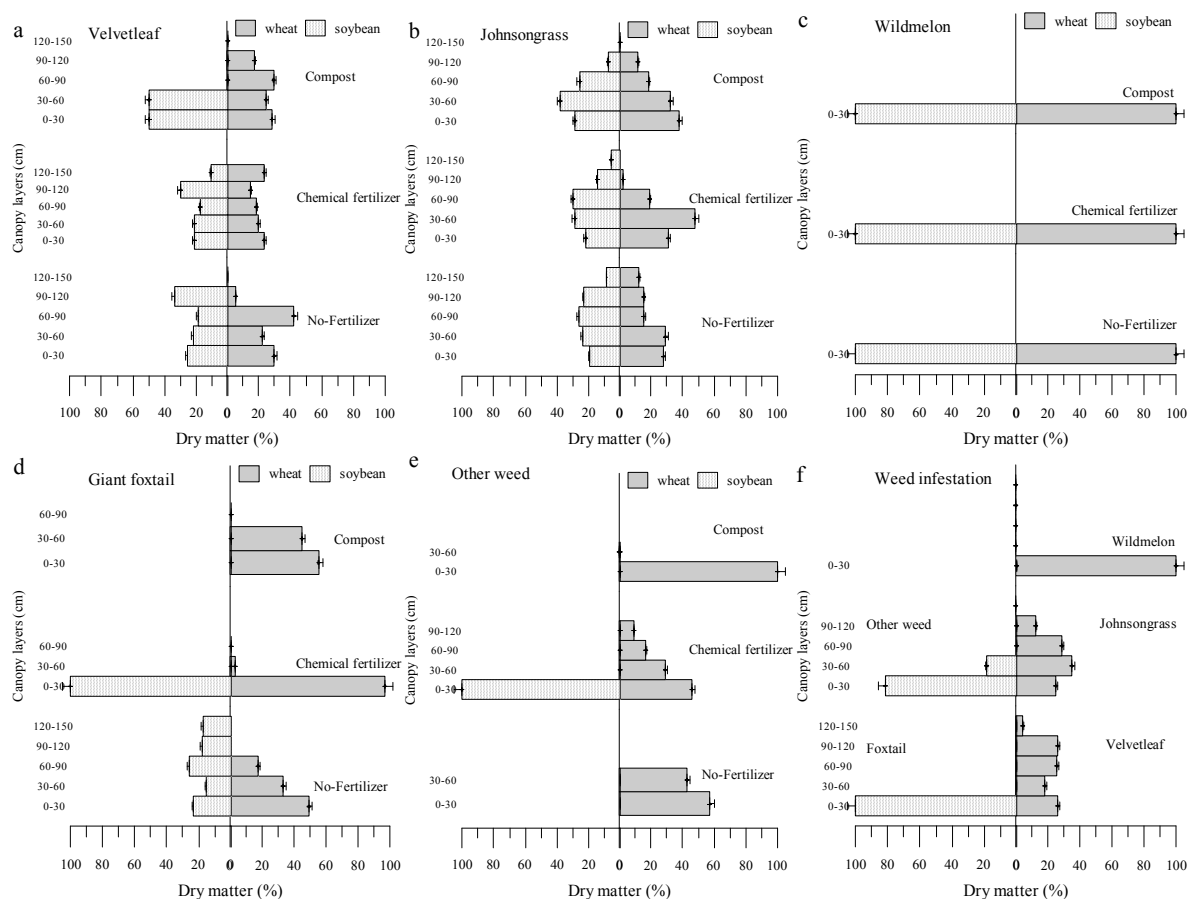 a
Velvetleaf
wheat soybean
120-150
90-120
60-90
30-60
0-30
Compost
Canopy layers (cm)
120-150
90-120
60-90
30-60
0-30
Chemical fertilizer
120-150
90-120
60-90
30-60
0-30
No-Fertilizer
100 80 60 40 20 0 0 20 40 60 80 100
Dry matter (%)
b
Johnsongrass
wheat soybean
120-150
90-120
60-90
30-60
0-30
Compost
Canopy layers (cm)
120-150
90-120
60-90
30-60
0-30
Chemical fertilizer
120-150
90-120
60-90
30-60
0-30
No-Fertilizer
100 80 60 40 20 0 0 20 40 60 80 100
Dry matter (%)
c
Wildmelon
Compost
0-30
Canopy layers (cm)
Chemical fertilizer
0-30
No-Fertilizer
0-30
100 80 60 40 20 0 0 20 40 60 80 100
Dry matter (%)
d
Giant foxtail
wheat soybean
60-90
30-60
0-30
Compost
Canopy layers (cm)
60-90
30-60
0-30
Chemical fertilizer
120-150
90-120
60-90
30-60
0-30
No-Fertilizer
100 80 60 40 20 0 0 20 40 60 80 100
Dry matter (%)
e
Other weed
wheat soybean
Compost
30-60
0-30
Canopy layers (cm)
90-120
60-90
30-60
0-30
Chemical fertilizer
No-Fertilizer
30-60
0-30
100 80 60 40 20 0 0 20 40 60 80 100
Dry matter (%)
f
Weed infestation
Wildmelon
0-30
Canopy layers (cm)
Other weed
Johnsongrass
90-120
60-90
30-60
0-30
120-150
90-120
60-90
30-60
0-30
Foxtail
Velvetleaf
100 80 60 40 20 0 0 20 40 60 80 100
Dry matter (%)